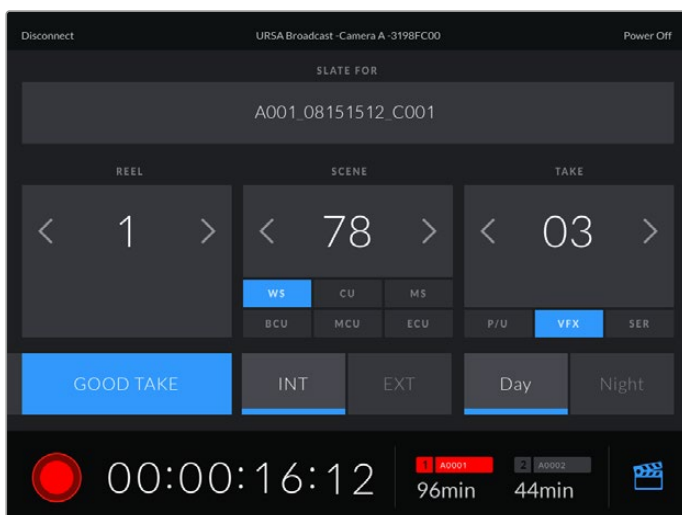 Disconnect URSA Broadcast -Camera A -3198FC00 Power Off
SLATE FOR
A001_08151512_C001
REEL SCENE TAKE
< 1 > < 78 > < 03 >
WS CU MS
BCU MCU ECU P/U VFX SER
GOOD TAKE INT EXT Day Night
1 A0001 2 A0002
00:00:16:12 96min 44min